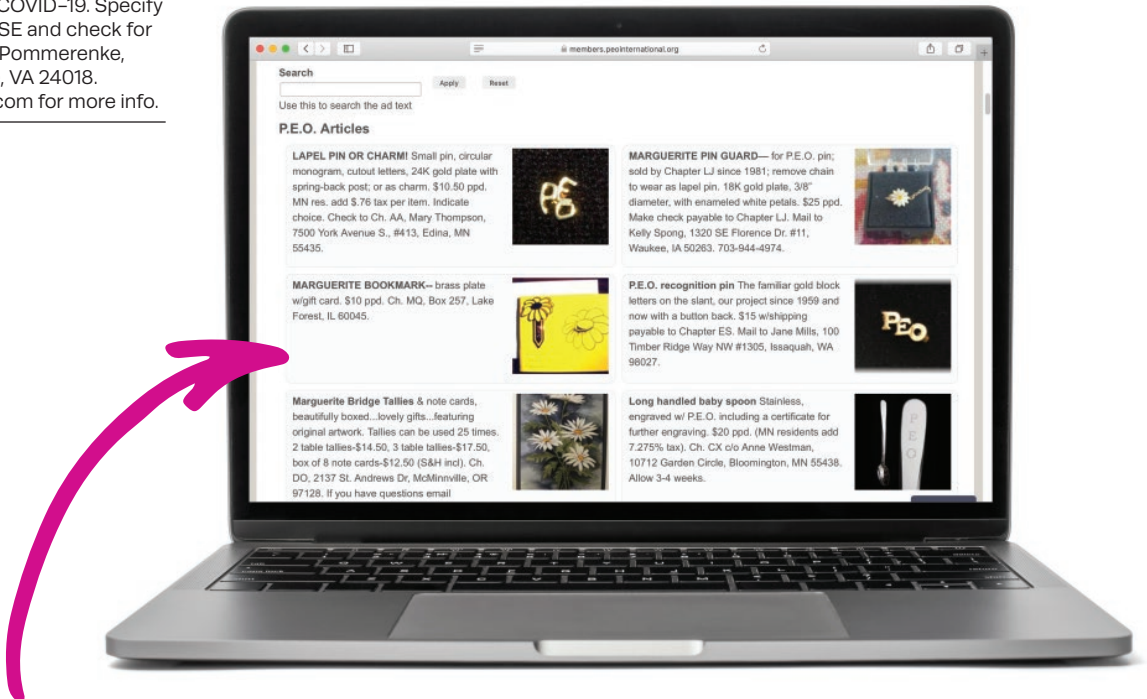 COVID-19. Specify
SE and check for
Pommerenke,
, VA 24018.
com for more info.
members.peointernational.org
Search
Apply Reset
Use this to search the ad text
P.E.O. Articles
LAPEL PIN OR CHARM! Small pin, circular
monogram, cutout letters, 24K gold plate with
spring-back post; or as charm. $10.50 ppd.
MN res. add $.76 tax per item. Indicate
choice. Check to Ch. AA, Mary Thompson,
7500 York Avenue S., #413, Edina, MN
55435.
PEO
MARGUERITE PIN GUARD— for P.E.O. pin;
sold by Chapter LJ since 1981; remove chain
to wear as lapel pin. 18K gold plate, 3/8"
diameter, with enameled white petals. $25 ppd.
Make check payable to Chapter LJ. Mail to
Kelly Spong, 1320 SE Florence Dr. #11,
Waukee, IA 50263. 703-944-4974.
MARGUERITE BOOKMARK-- brass plate
w/gift card. $10 ppd. Ch. MQ, Box 257, Lake
Forest, IL 60045.
P.E.O. recognition pin The familiar gold block
letters on the slant, our project since 1959 and
now with a button back. $15 w/shipping
payable to Chapter ES. Mail to Jane Mills, 100
Timber Ridge Way NW #1305, Issaquah, WA
98027.
PEO
Marguerite Bridge Tallies & note cards,
beautifully boxed...lovely gifts...featuring
original artwork. Tallies can be used 25 times.
2 table tallies-$14.50, 3 table tallies-$17.50,
box of 8 note cards-$12.50 (S&H incl). Ch.
DO, 2137 St. Andrews Dr, McMinnville, OR
97128. If you have questions email
Long handled baby spoon Stainless,
engraved w/ P.E.O. including a certificate for
further engraving. $20 ppd. (MN residents add
7.275% tax). Ch. CX c/o Anne Westman,
10712 Garden Circle, Bloomington, MN 55438.
Allow 3-4 weeks.
P
E
O